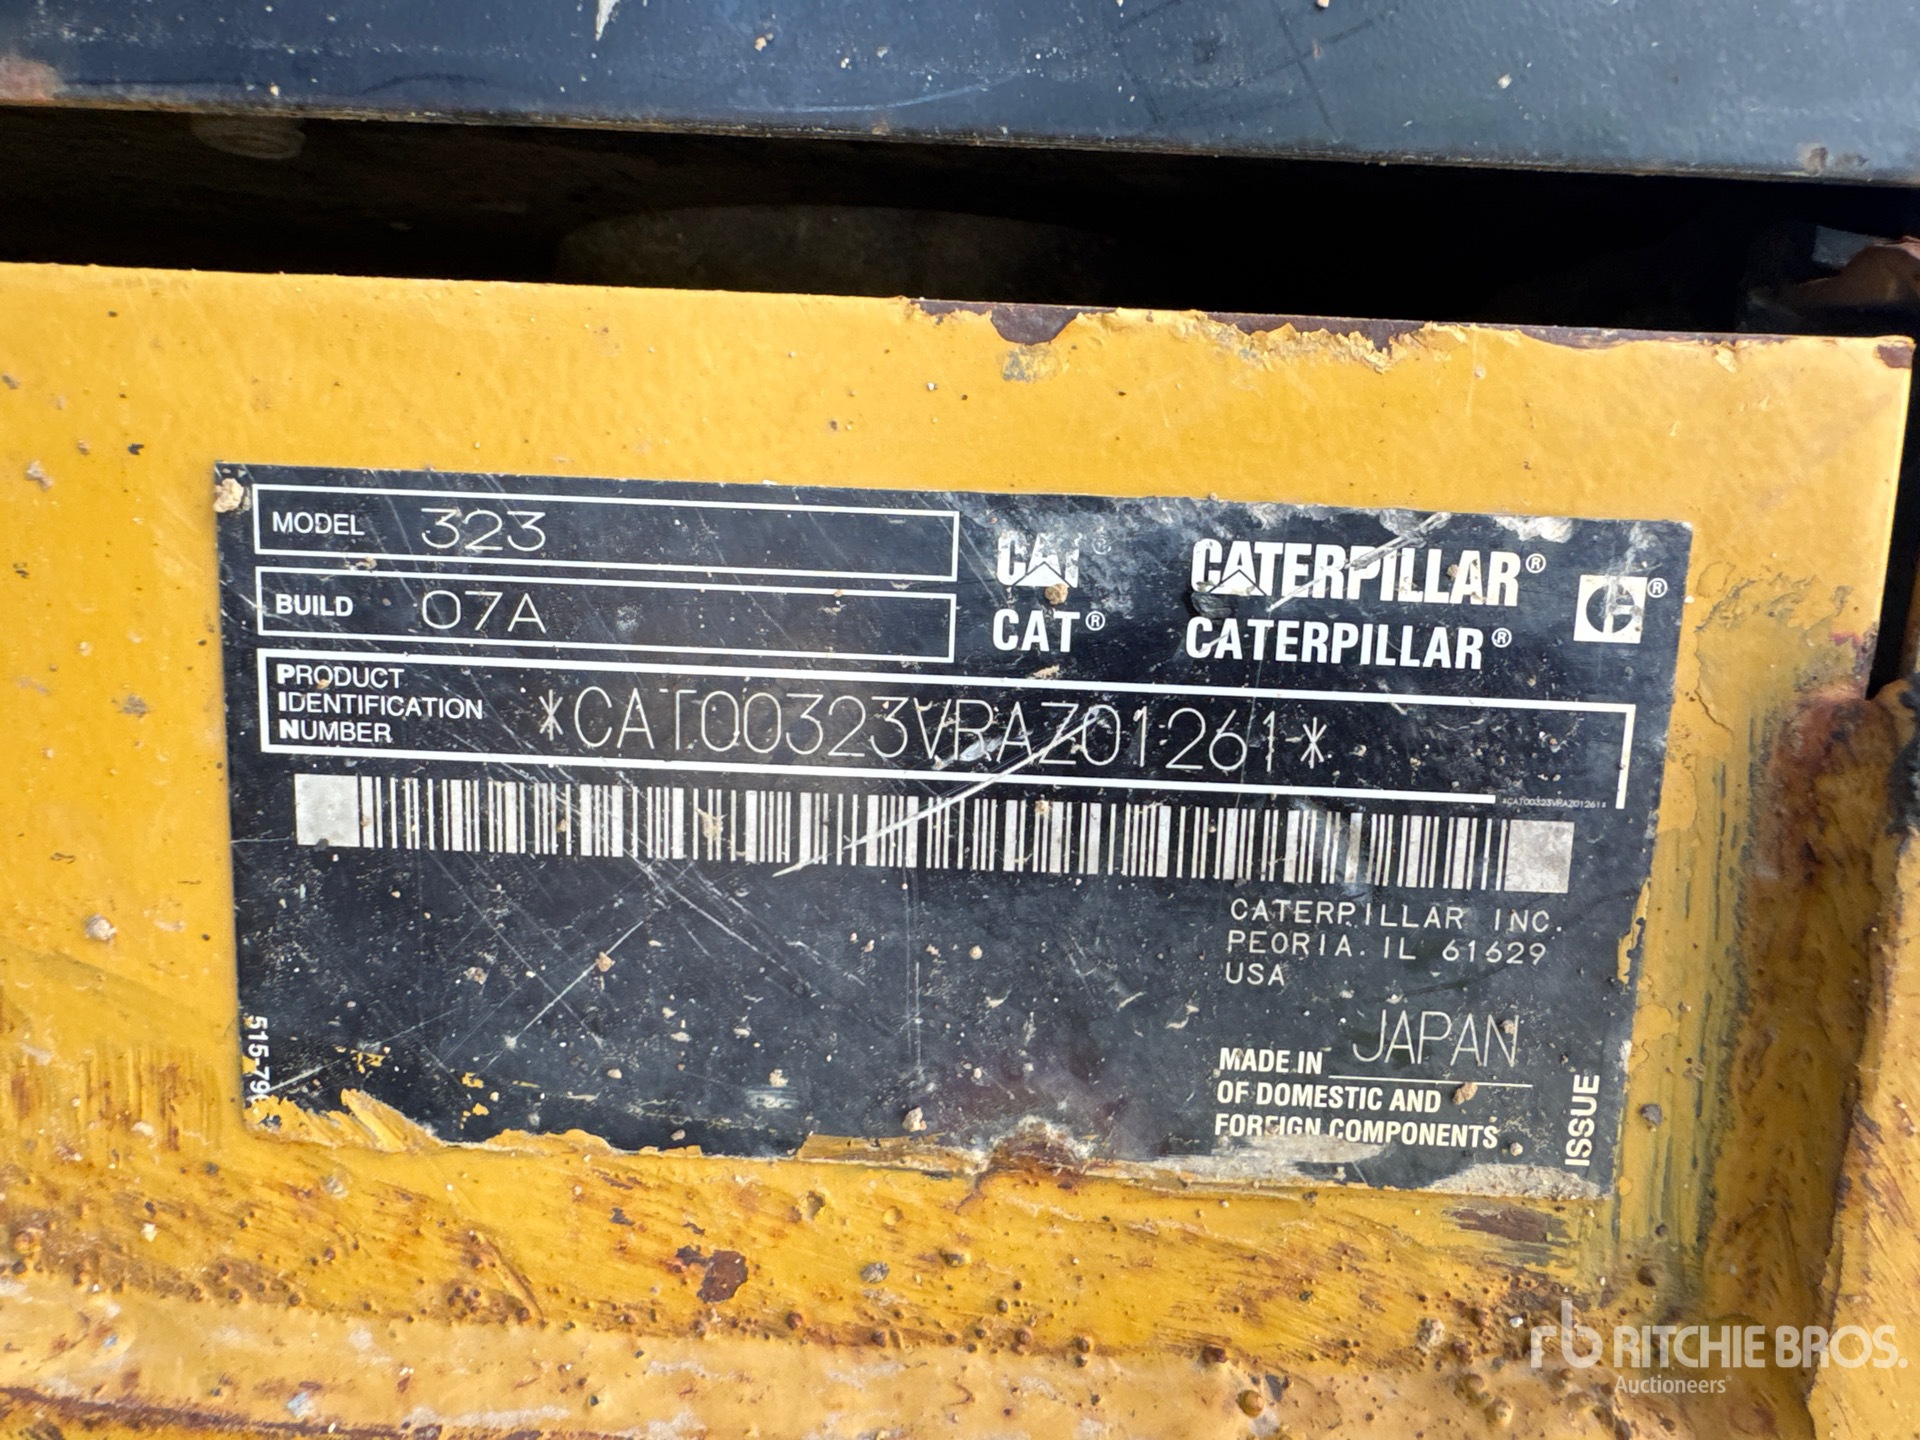 MODEL 323
BUILD 07A
CAT® CATERPILLAR®
CAT® CATERPILLAR®
PRODUCT
IDENTIFICATION
NUMBER
*CAT00323VRAZ01261*
*CAT00323VRAZ01261*
CATERPILLAR INC.
PEORIA. IL 61629
USA
MADE IN JAPAN
OF DOMESTIC AND
FOREIGN COMPONENTS
ISSUE
rb RITCHIE BROS.
Auctioneers